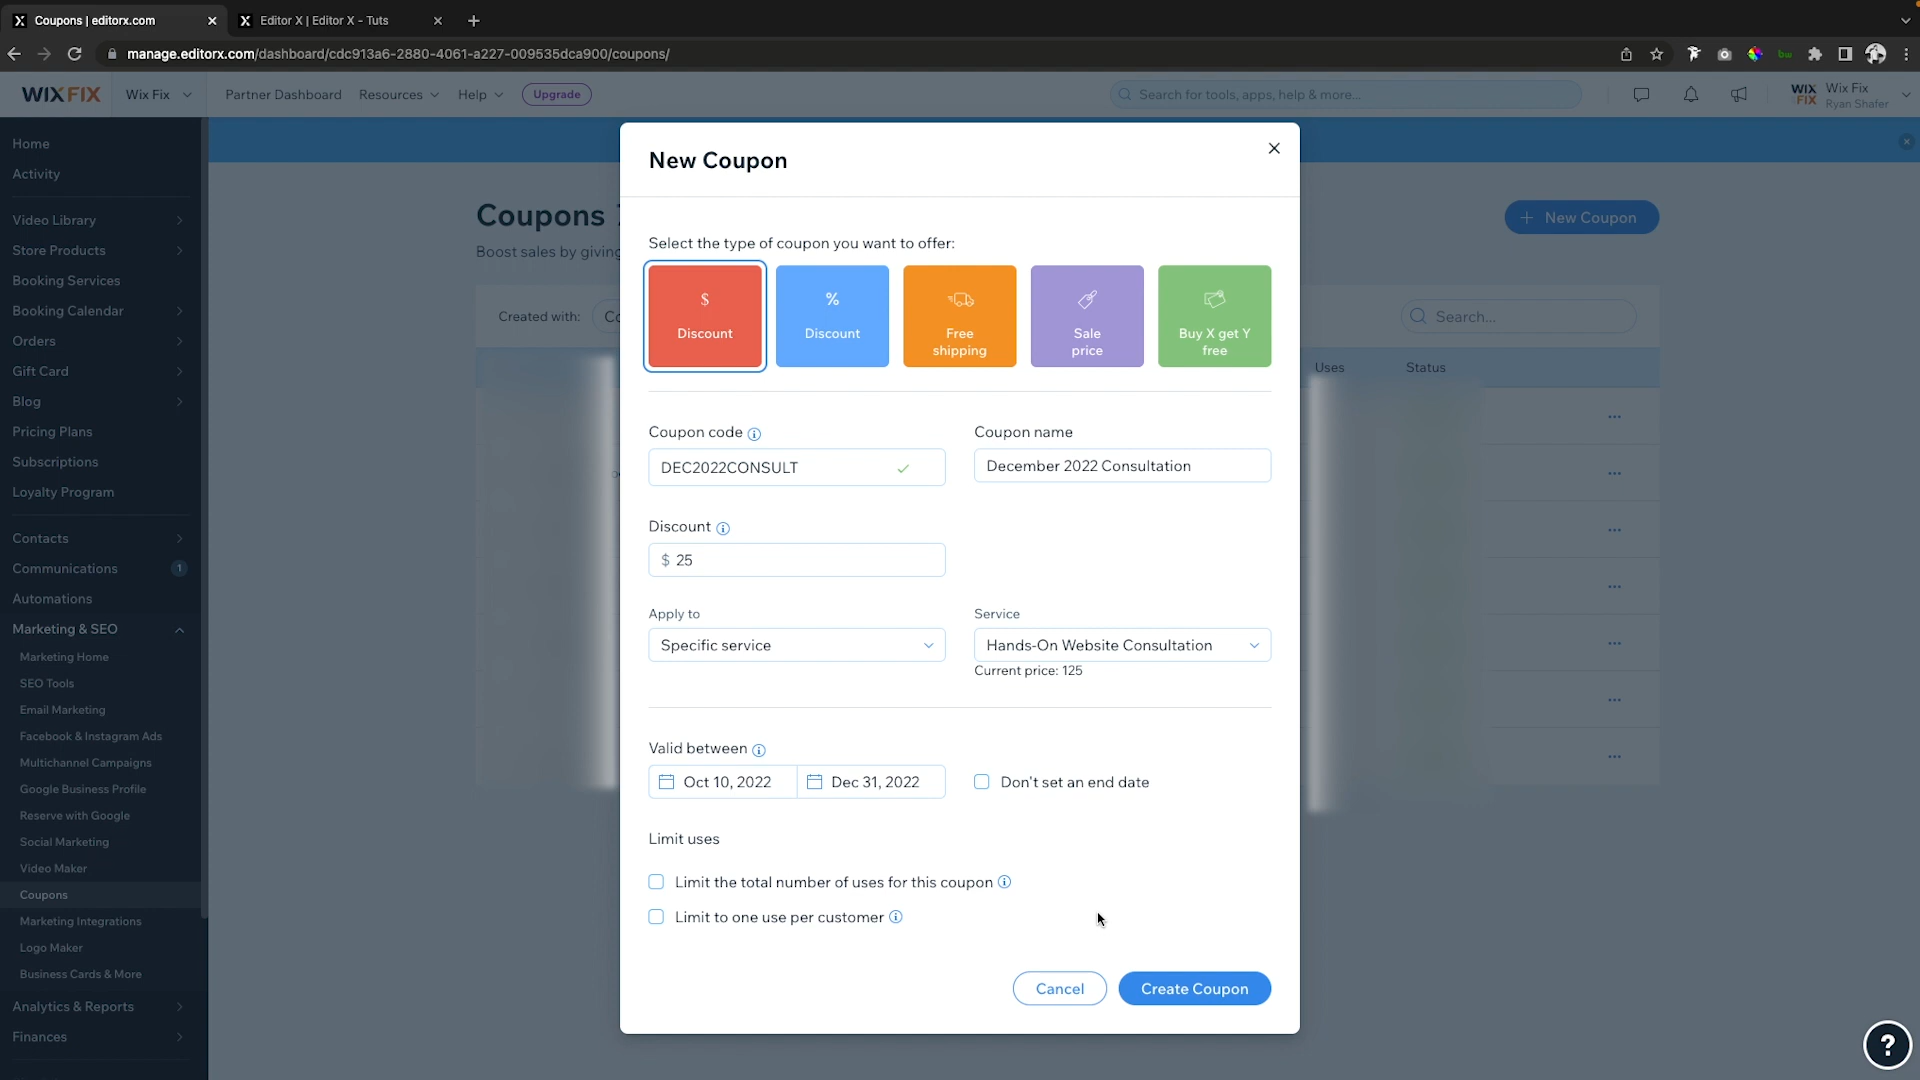 Coupons | editorx.com
Editor X | Editor X - Tuts
manage.editorx.com/dashboard/cdc913a6-2880-4061-a227-009535dca900/coupons/
WIXFIX
Wix Fix
Partner Dashboard
Resources
Help
Upgrade
Search for tools, apps, help & more...
WIX FIX
Wix Fix
Ryan Shafer
Home
Activity
Video Library
Store Products
Booking Services
Booking Calendar
Orders
Gift Card
Blog
Pricing Plans
Subscriptions
Loyalty Program
Contacts
Communications
1
Automations
Marketing & SEO
Marketing Home
SEO Tools
Email Marketing
Facebook & Instagram Ads
Multichannel Campaigns
Google Business Profile
Reserve with Google
Social Marketing
Video Maker
Coupons
Marketing Integrations
Logo Maker
Business Cards & More
Analytics & Reports
Finances
Coupons
Boost sales by giving
+ New Coupon
Created with:
Search...
Uses
Status
New Coupon
Select the type of coupon you want to offer:
$
Discount
%
Discount
Free
shipping
Sale
price
Buy X get Y
free
Coupon code
Coupon name
DEC2022CONSULT
December 2022 Consultation
Discount
$ 25
Apply to
Service
Specific service
Hands-On Website Consultation
Current price: 125
Valid between
Oct 10, 2022
Dec 31, 2022
Don't set an end date
Limit uses
Limit the total number of uses for this coupon
Limit to one use per customer
Cancel
Create Coupon
?